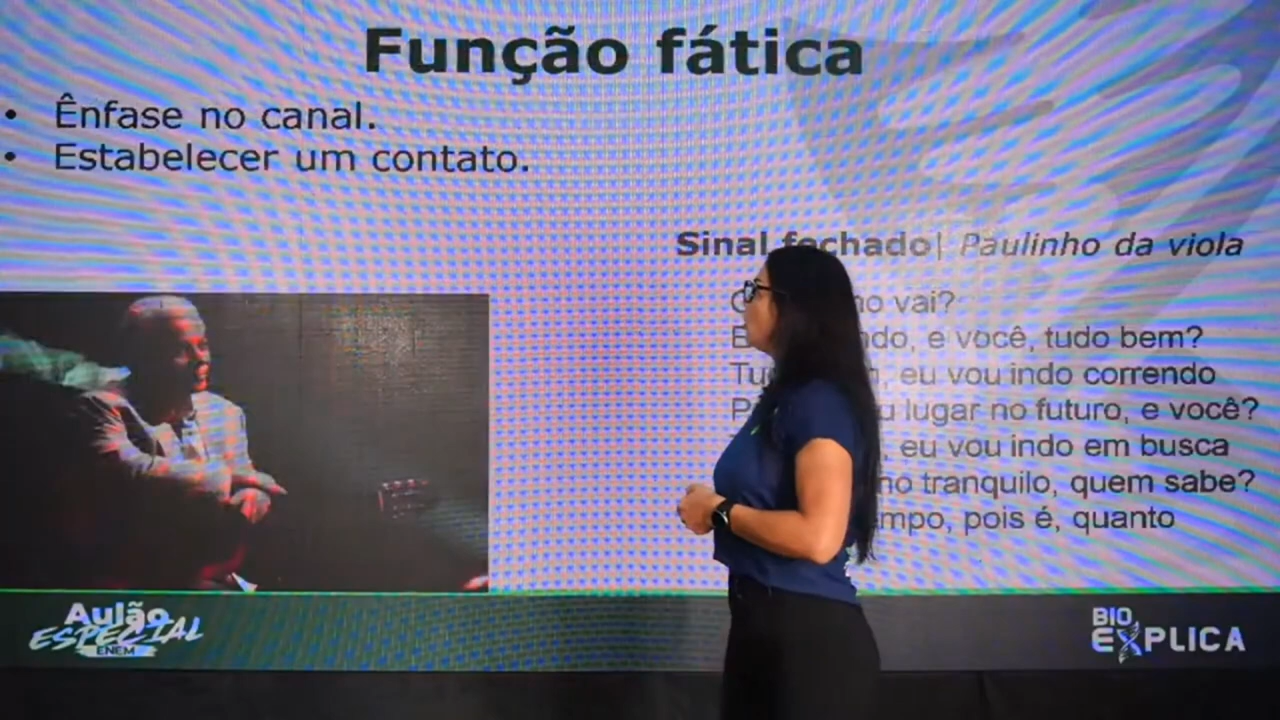 Função fática
• Ênfase no canal.
• Estabelecer um contato.
Sinal fechado| Paulinho da viola
vai?
e você, tudo bem?
eu vou indo correndo
lugar no futuro, e você?
, eu vou indo em busca
tranquilo, quem sabe?
pois é, quanto
Aulão
ESPECIAL
ENEM
BIO
EXPLICA